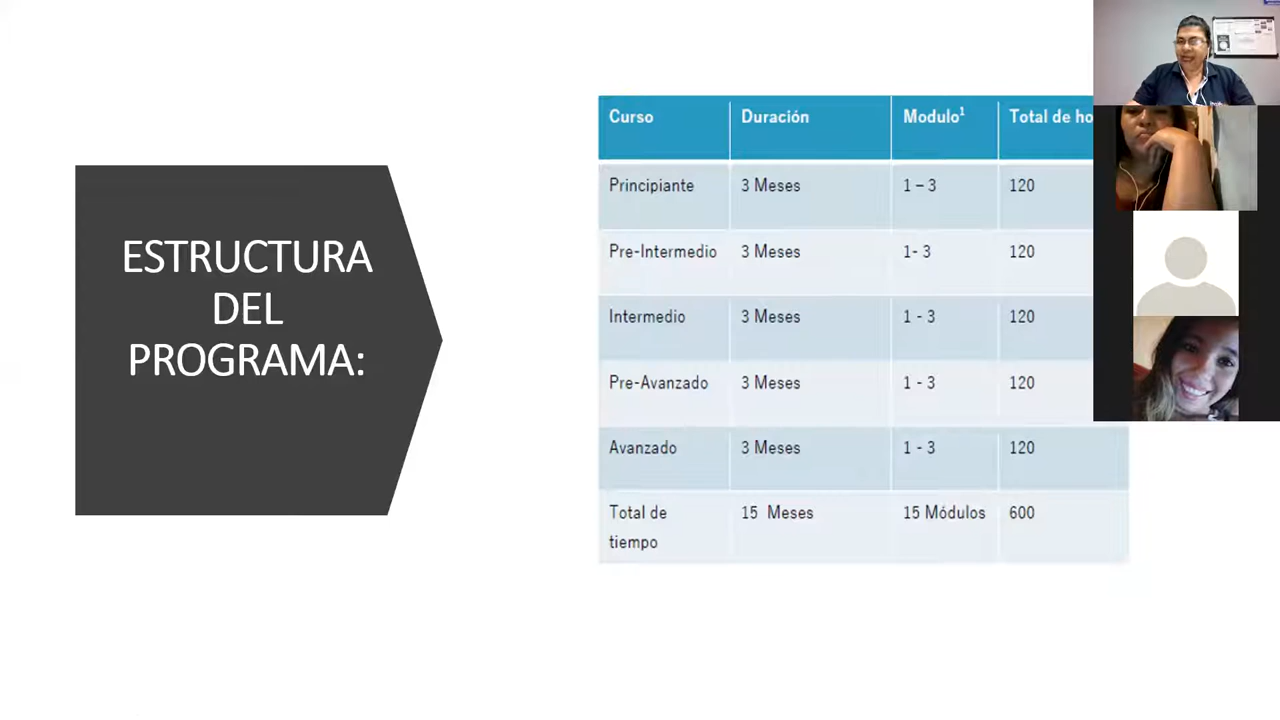 ESTRUCTURA
DEL
PROGRAMA:
Curso Duración Modulo¹ Total de
Principiante 3 Meses 1 – 3 120
Pre-Intermedio 3 Meses 1- 3 120
Intermedio 3 Meses 1 - 3 120
Pre-Avanzado 3 Meses 1 - 3 120
Avanzado 3 Meses 1 - 3 120
Total de 15 Meses 15 Módulos 600
tiempo